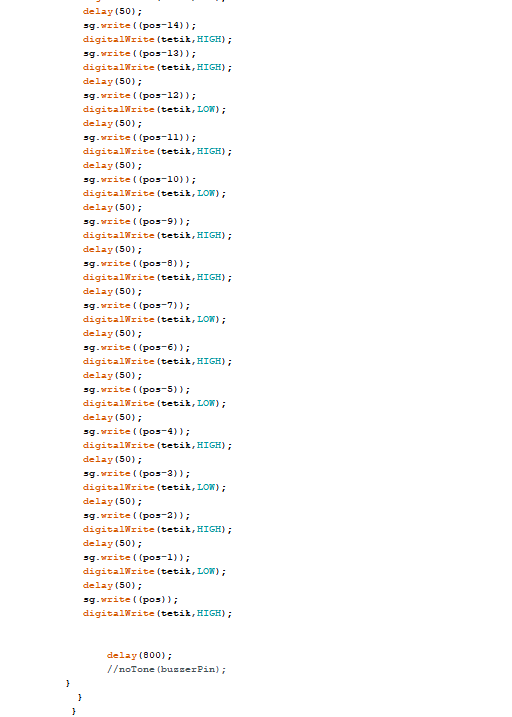 delay(50);
sg.write((pos-14));
digitalWrite(tetik,HIGH);
sg.write((pos-13));
digitalWrite(tetik,HIGH);
delay(50);
sg.write((pos-12));
digitalWrite(tetik,LOW);
delay(50);
sg.write((pos-11));
digitalWrite(tetik,HIGH);
delay(50);
sg.write((pos-10));
digitalWrite(tetik,LOW);
delay(50);
sg.write((pos-9));
digitalWrite(tetik,HIGH);
delay(50);
sg.write((pos-8));
digitalWrite(tetik,HIGH);
delay(50);
sg.write((pos-7));
digitalWrite(tetik,LOW);
delay(50);
sg.write((pos-6));
digitalWrite(tetik,HIGH);
delay(50);
sg.write((pos-5));
digitalWrite(tetik,LOW);
delay(50);
sg.write((pos-4));
digitalWrite(tetik,HIGH);
delay(50);
sg.write((pos-3));
digitalWrite(tetik,LOW);
delay(50);
sg.write((pos-2));
digitalWrite(tetik,HIGH);
delay(50);
sg.write((pos-1));
digitalWrite(tetik,LOW);
delay(50);
sg.write((pos));
digitalWrite(tetik,HIGH);
delay(800);
//noTone(buzzerPin);
}
}
}